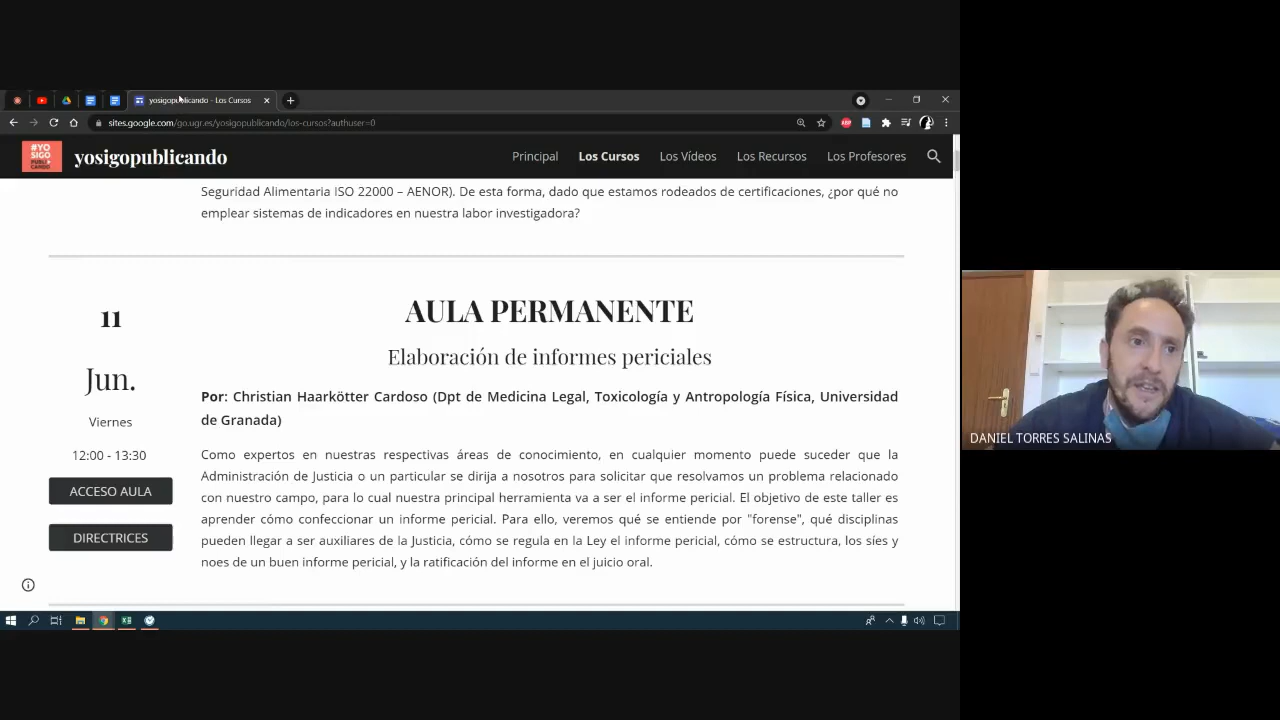 yosigopublicando - Los Cursos
sites.google.com/go.ugr.es/yosigopublicando/los-cursos?authuser=0
#YO
SIGO
PUBLI
CANDO
yosigopublicando
Principal
Los Cursos
Los Vídeos
Los Recursos
Los Profesores
Seguridad Alimentaria ISO 22000 – AENOR). De esta forma, dado que estamos rodeados de certificaciones, ¿por qué no
emplear sistemas de indicadores en nuestra labor investigadora?
11
Jun.
Viernes
12:00 - 13:30
ACCESO AULA
DIRECTRICES
AULA PERMANENTE
Elaboración de informes periciales
Por: Christian Haarkötter Cardoso (Dpt de Medicina Legal, Toxicología y Antropología Física, Universidad
de Granada)
Como expertos en nuestras respectivas áreas de conocimiento, en cualquier momento puede suceder que la
Administración de Justicia o un particular se dirija a nosotros para solicitar que resolvamos un problema relacionado
con nuestro campo, para lo cual nuestra principal herramienta va a ser el informe pericial. El objetivo de este taller es
aprender cómo confeccionar un informe pericial. Para ello, veremos qué se entiende por "forense", qué disciplinas
pueden llegar a ser auxiliares de la Justicia, cómo se regula en la Ley el informe pericial, cómo se estructura, los síes y
noes de un buen informe pericial, y la ratificación del informe en el juicio oral.
DANIEL TORRES SALINAS